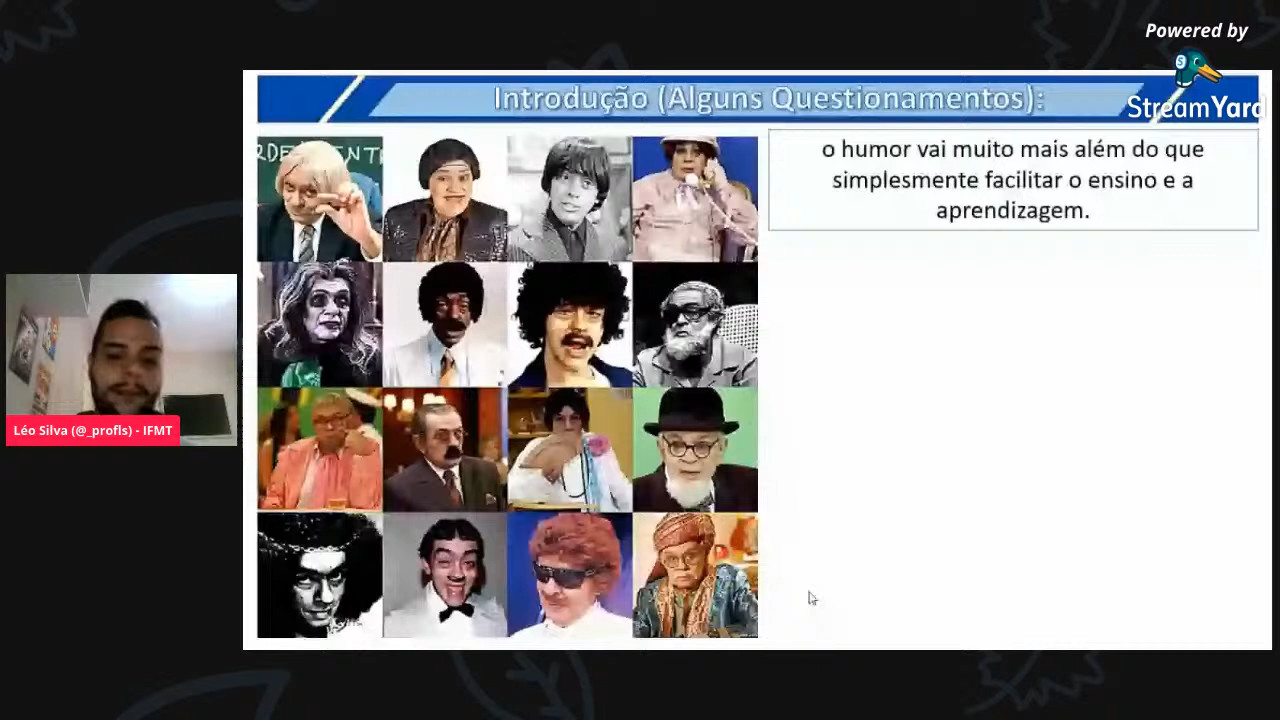 Powered by
StreamYard
Introdução (Alguns Questionamentos):
o humor vai muito mais além do que
simplesmente facilitar o ensino e a
aprendizagem.
Léo Silva (@_profls) - IFMT